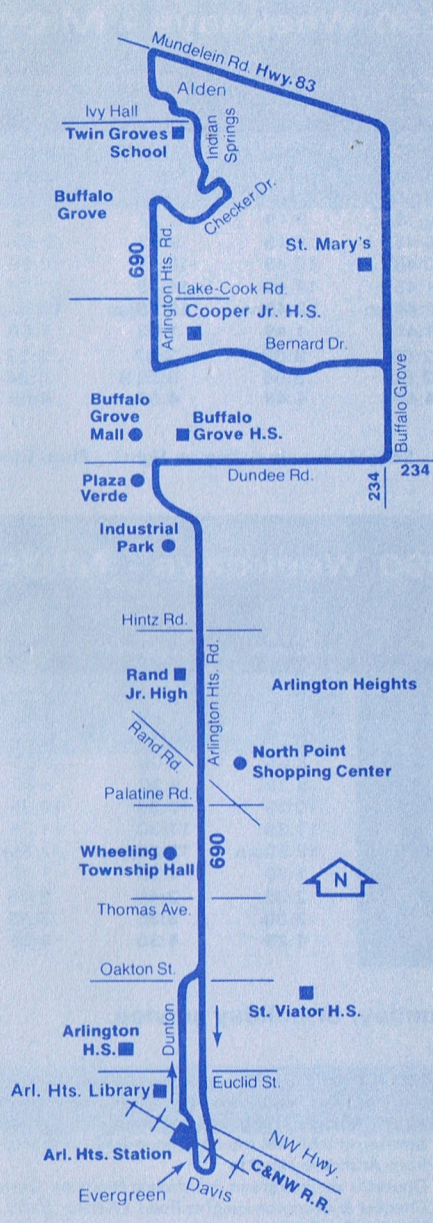 Mundelein Rd. Hwy. 83
Alden
Ivy Hall
Twin Groves
School
Indian
Springs
Buffalo
Grove
Checker Dr.
690
Arlington Hts. Rd.
St. Mary's
Lake-Cook Rd.
Cooper Jr. H.S.
Bernard Dr.
Buffalo Grove
Buffalo
Grove
Mall
Buffalo
Grove H.S.
234
234
Dundee Rd.
Plaza
Verde
Industrial
Park
Hintz Rd.
Arlington Hts. Rd.
Rand
Jr. High
Arlington Heights
Rand Rd.
North Point
Shopping Center
Palatine Rd.
690
Wheeling
Township Hall
N
Thomas Ave.
Oakton St.
St. Viator H.S.
Dunton
Arlington
H.S.
Euclid St.
Arl. Hts. Library
NW Hwy
Arl. Hts. Station
C&NW R.R.
Evergreen
Davis